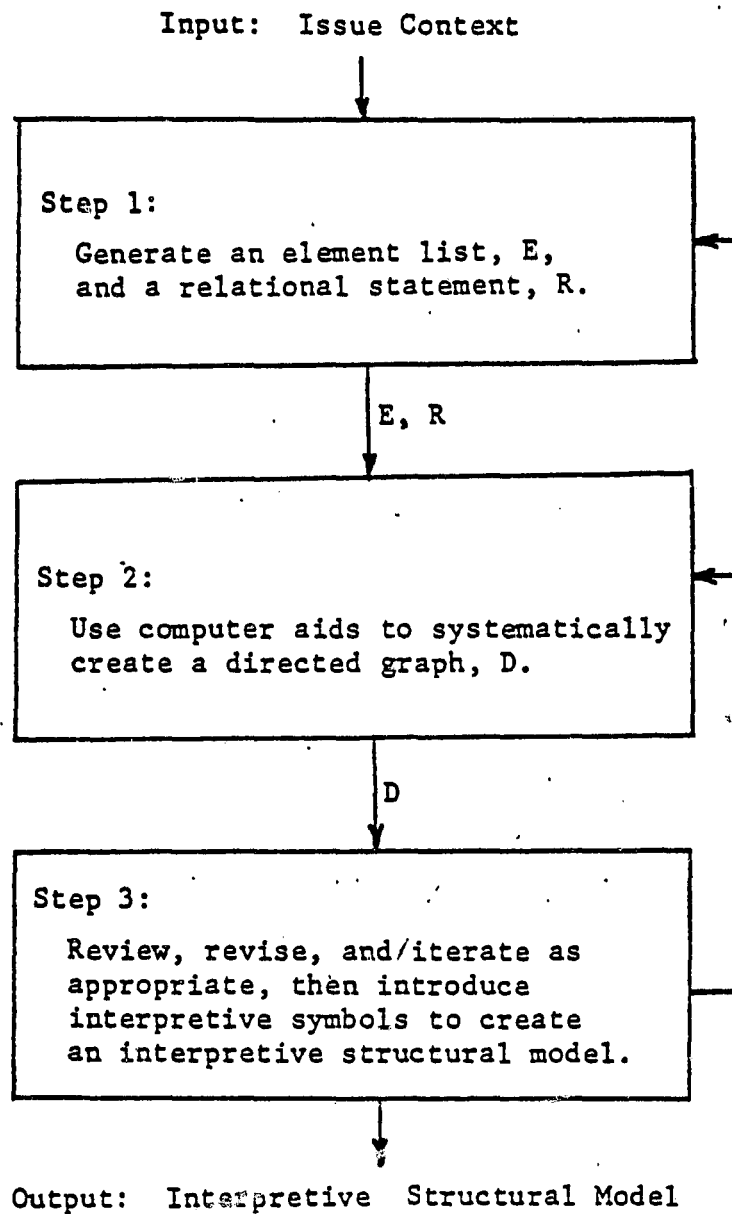 Input: Issue Context
Step 1:
Generate an element list, E,
and a relational statement, R.
E, R
Step 2:
Use computer aids to systematically
create a directed graph, D.
D
Step 3:
Review, revise, and/iterate as
appropriate, then introduce
interpretive symbols to create
an interpretive structural model.
Output: Interpretive Structural Model